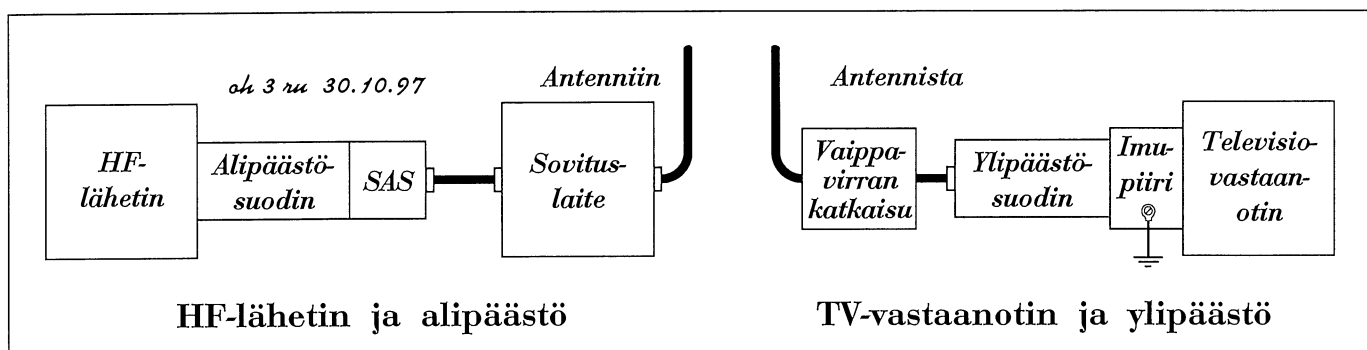 oh 3 ru 30.10.97
Antenniin
Antennista
HF-
lähetin
Alipäästö-
suodin
SAS
Sovitus-
laite
Vaippa-
virran
katkaisu
Ylipäästö-
suodin
Imu-
piiri
Televisio-
vastaan-
otin
HF-lähetin ja alipäästö
TV-vastaanotin ja ylipäästö